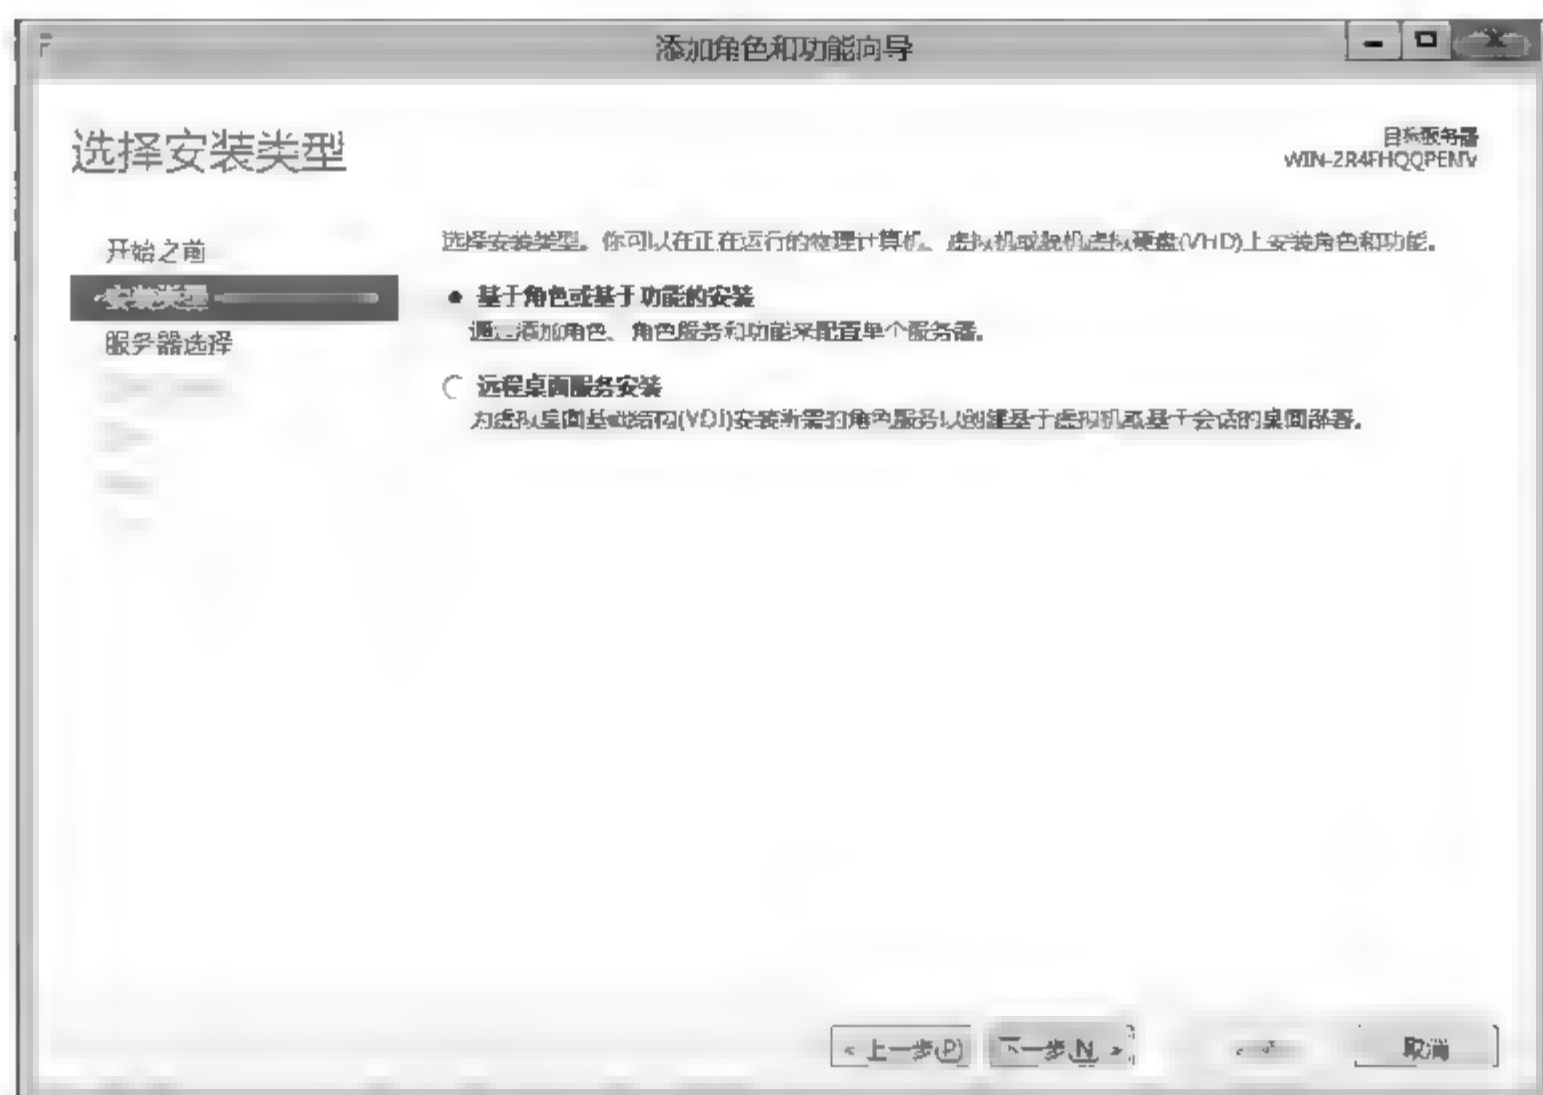 添加角色和功能向导
选择安装类型
目标服务器
WIN-2R4FHQQPENV
开始之前
安装类型
服务器选择
选择安装类型。你可以在正在运行的物理计算机、虚拟机或脱机虚拟硬盘(VHD)上安装角色和功能。
基于角色或基于功能的安装
通过添加角色、角色服务和功能来配置单个服务器。
远程桌面服务安装
为虚拟桌面基础结构(VDI)安装所需的角色服务以创建基于虚拟机或基于会话的桌面部署。
< 上一步(P)
下一步(N) >
取消